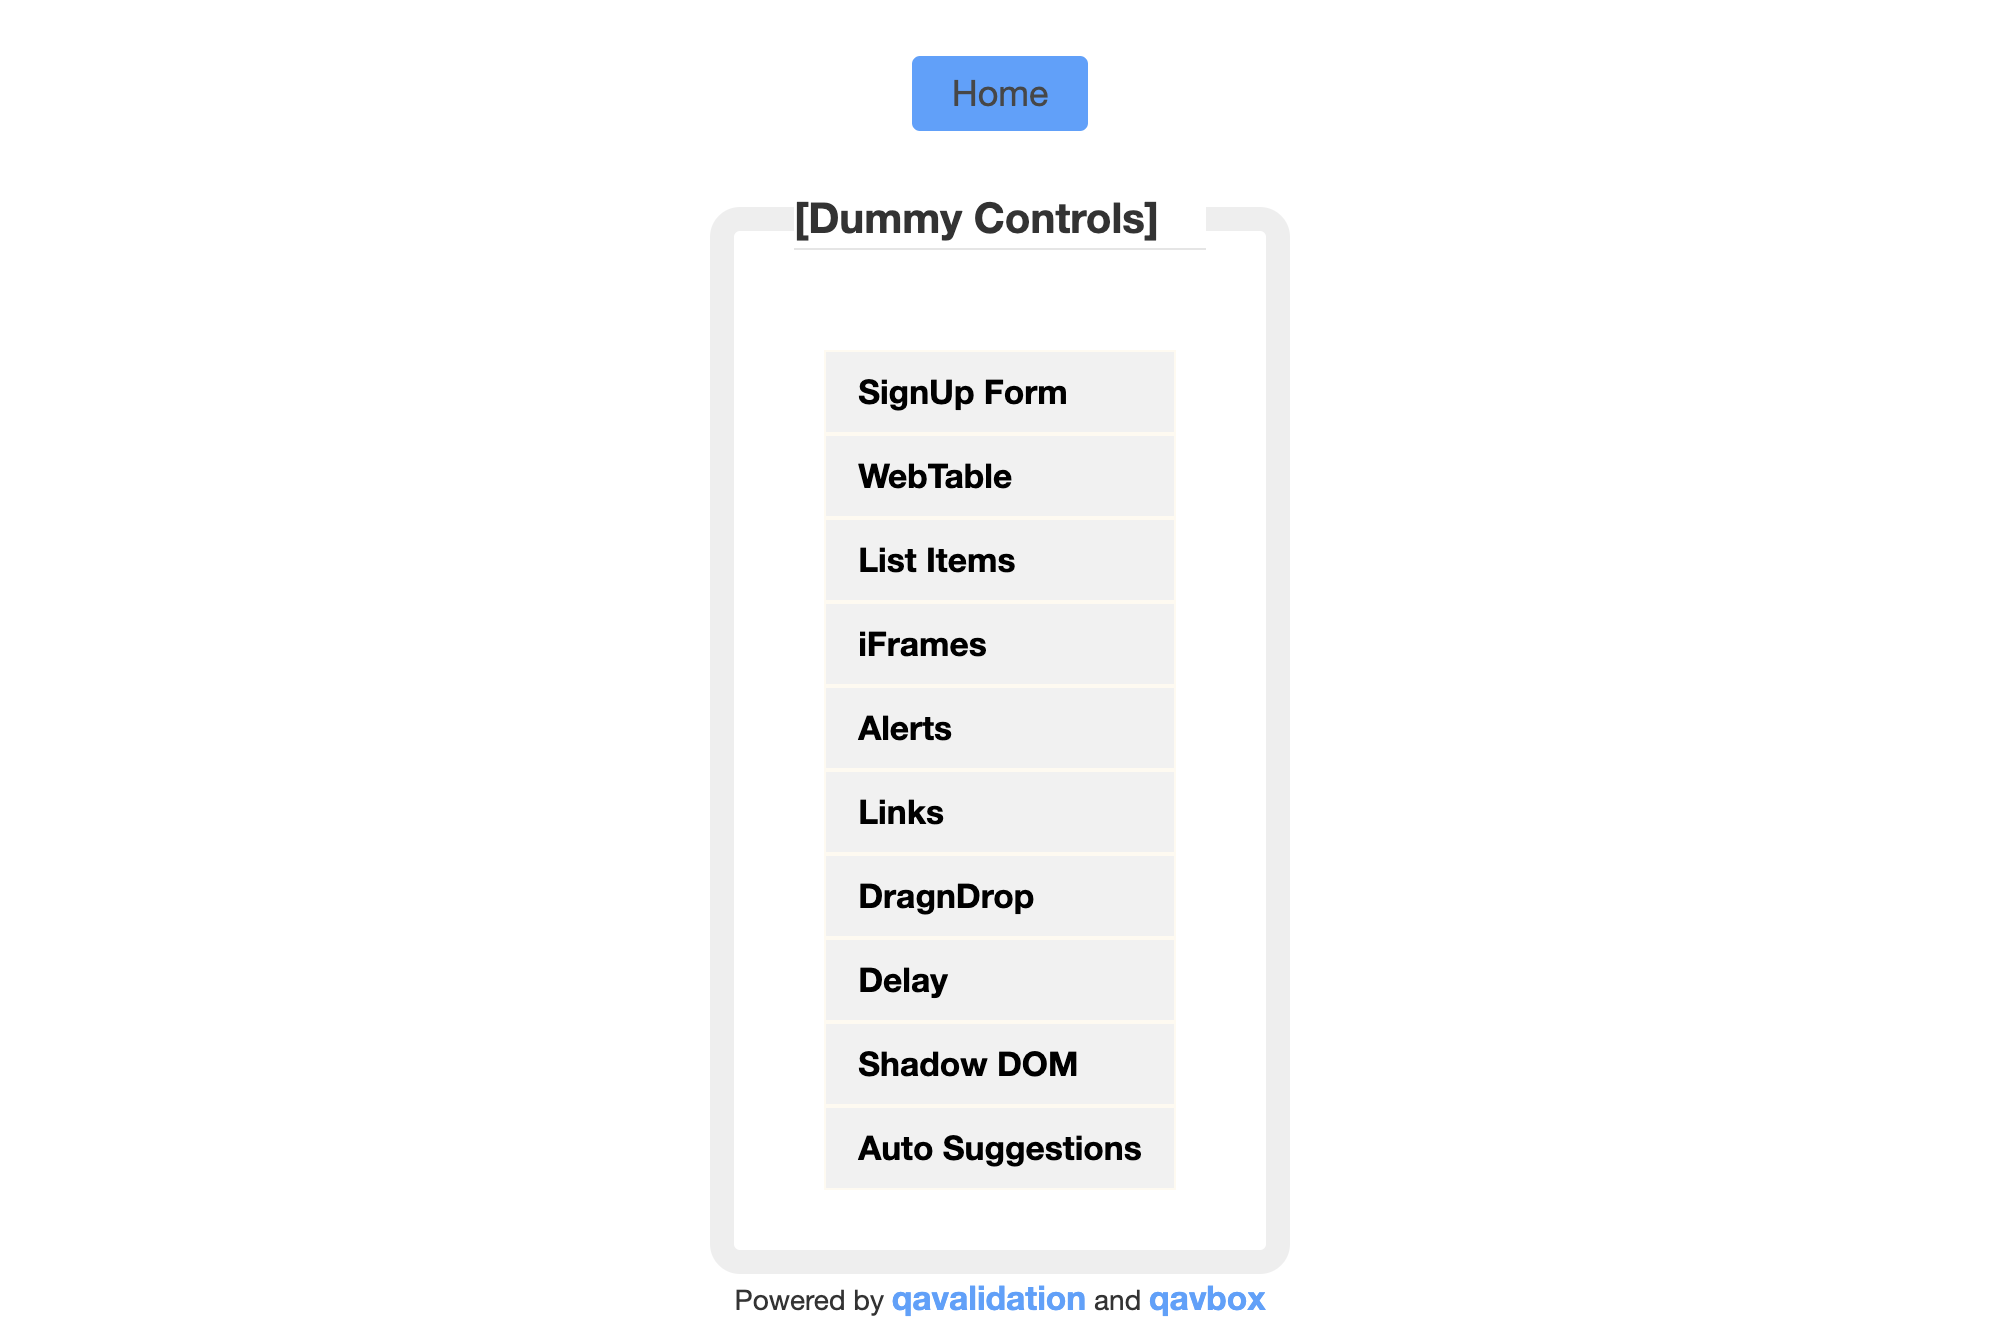 Home
[Dummy Controls]
SignUp Form
WebTable
List Items
iFrames
Alerts
Links
DragnDrop
Delay
Shadow DOM
Auto Suggestions
Powered by qavalidation and qavbox